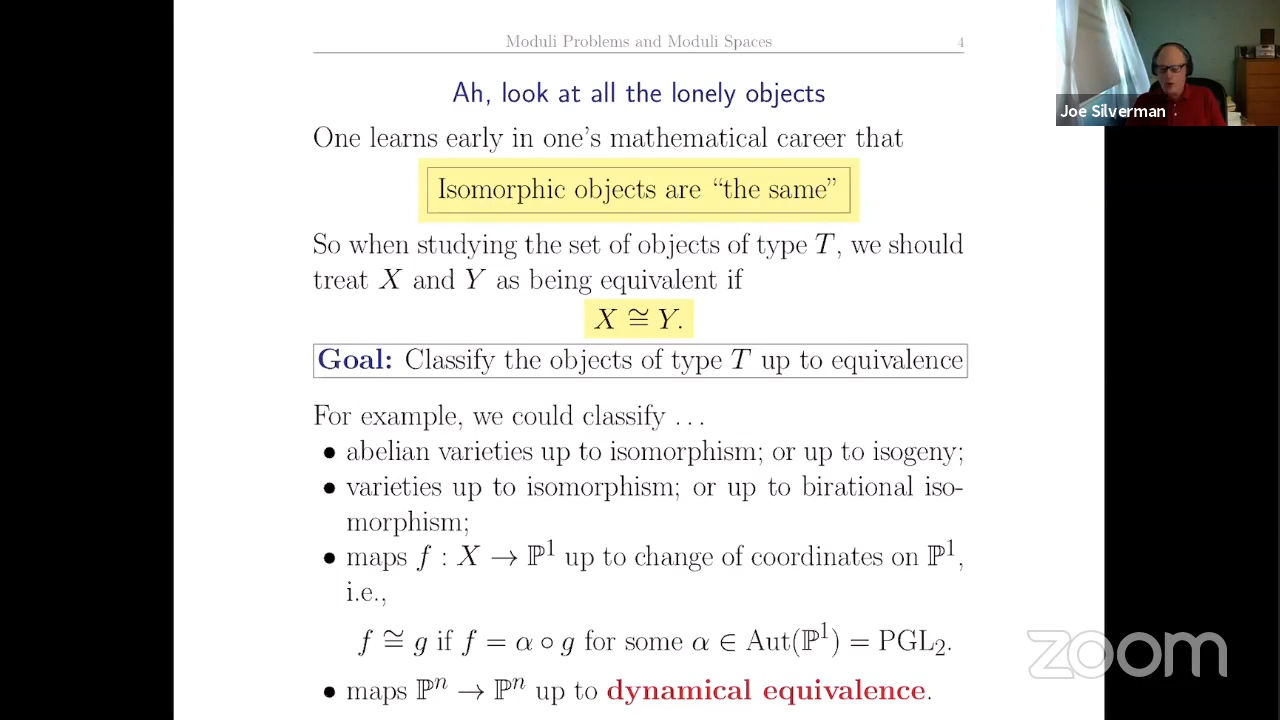 Moduli Problems and Moduli Spaces 4
Ah, look at all the lonely objects
One learns early in one's mathematical career that
Isomorphic objects are “the same”
So when studying the set of objects of type T, we should
treat X and Y as being equivalent if
X ≅ Y.
Goal: Classify the objects of type T up to equivalence
For example, we could classify ...
• abelian varieties up to isomorphism; or up to isogeny;
• varieties up to isomorphism; or up to birational iso-
morphism;
• maps f : X → ℙ¹ up to change of coordinates on ℙ¹,
i.e.,
f ≅ g if f = α ∘ g for some α ∈ Aut(ℙ¹) = PGL₂.
• maps ℙⁿ → ℙⁿ up to dynamical equivalence.
Joe Silverman
zoom